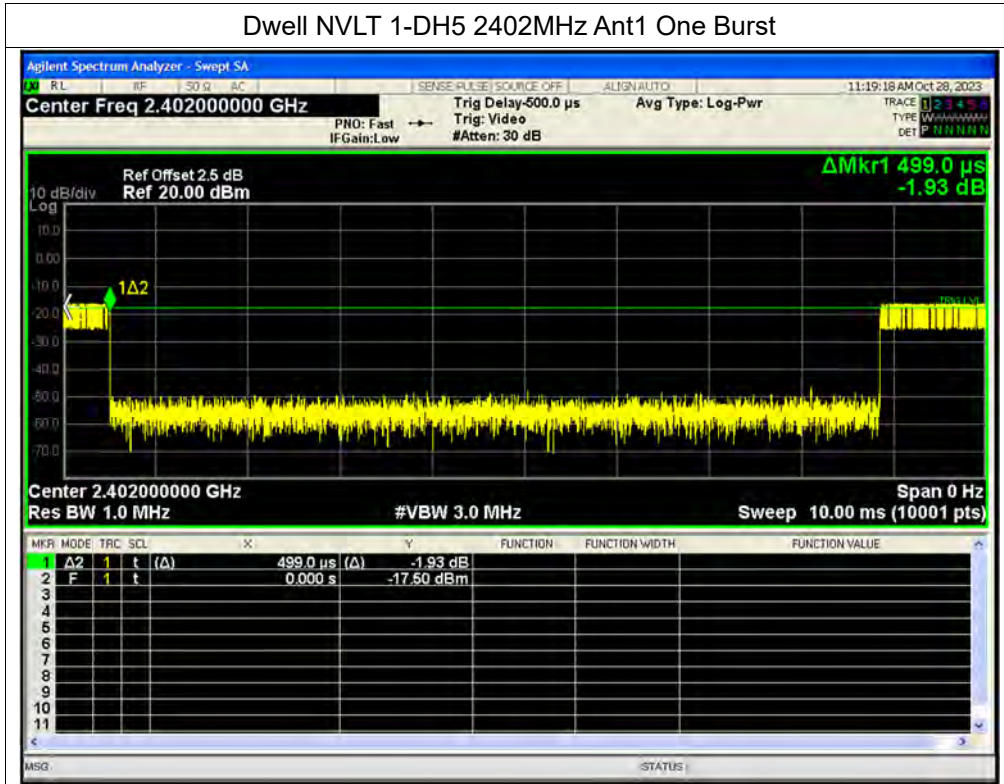 Dwell NVLT 1-DH5 2402MHz Ant1 One Burst
Agilent Spectrum Analyzer - Swept SA
LXI RL RF 50 Ω AC SENSE:PULSE SOURCE OFF ALIGN AUTO 11:19:18 AM Oct 28, 2023
Center Freq 2.402000000 GHz Trig Delay-500.0 µs Avg Type: Log-Pwr TRACE 1 2 3 4 5 6
PNO: Fast Trig: Video TYPE W
IFGain:Low #Atten: 30 dB DET P N N N N N
ΔMkr1 499.0 µs
-1.93 dB
Ref Offset 2.5 dB
10 dB/div Ref 20.00 dBm
Log
10.0
0.00
-10.0
1Δ2
TRIG LVL
-20.0
-30.0
-40.0
-50.0
-60.0
-70.0
Center 2.402000000 GHz Span 0 Hz
Res BW 1.0 MHz #VBW 3.0 MHz Sweep 10.00 ms (10001 pts)
MKR MODE TRC SCL X Y FUNCTION FUNCTION WIDTH FUNCTION VALUE
1 Δ2 1 t (Δ) 499.0 µs (Δ) -1.93 dB
2 F 1 t 0.000 s -17.50 dBm
3
4
5
6
7
8
9
10
11
MSG STATUS